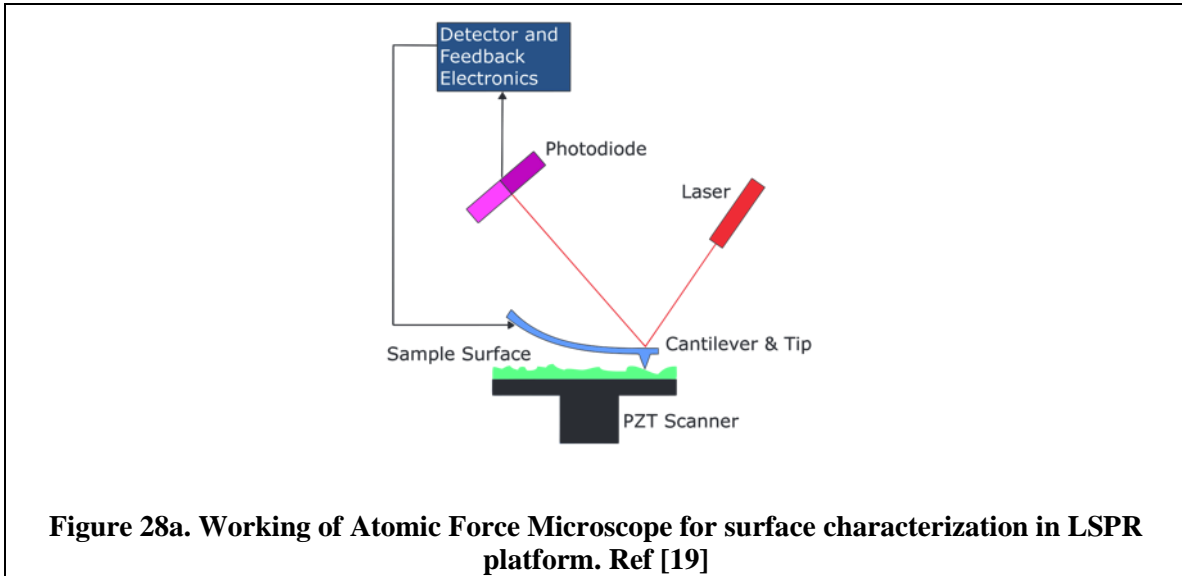 Detector and
Feedback
Electronics
Photodiode
Laser
Cantilever & Tip
Sample Surface
PZT Scanner
Figure 28a. Working of Atomic Force Microscope for surface characterization in LSPR
platform. Ref [19]